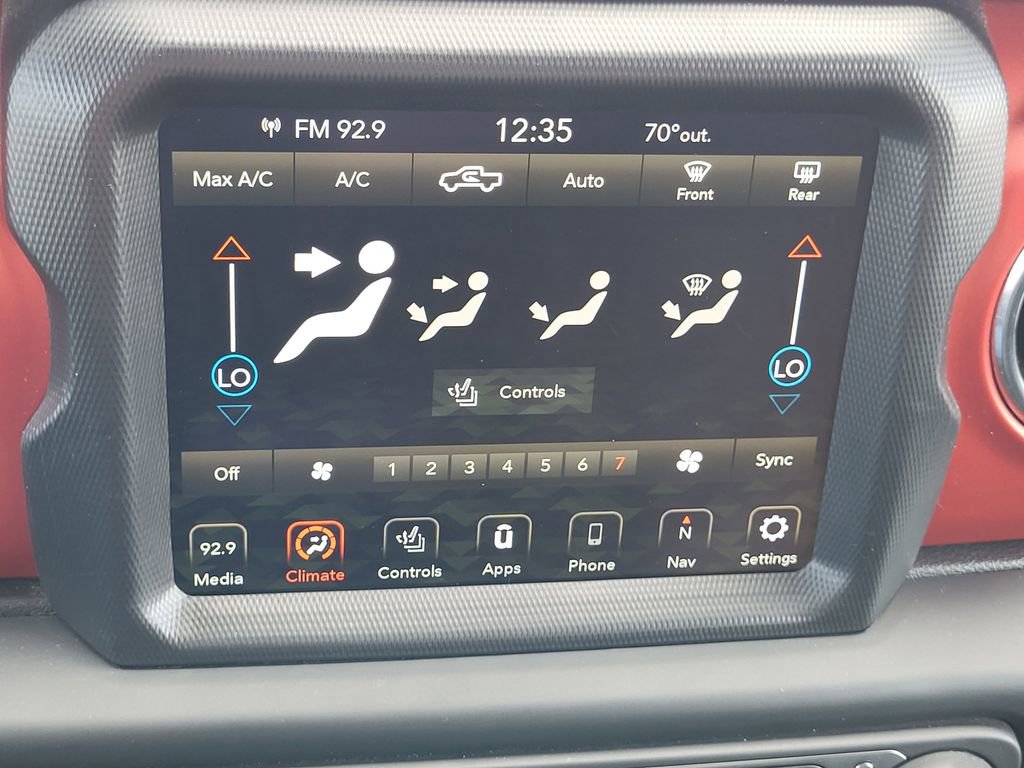 FM 92.9 12:35 70°out.
Max A/C A/C Auto Front Rear
LO LO
Controls
Off 1 2 3 4 5 6 7 Sync
92.9 N
Media Climate Controls Apps Phone Nav Settings